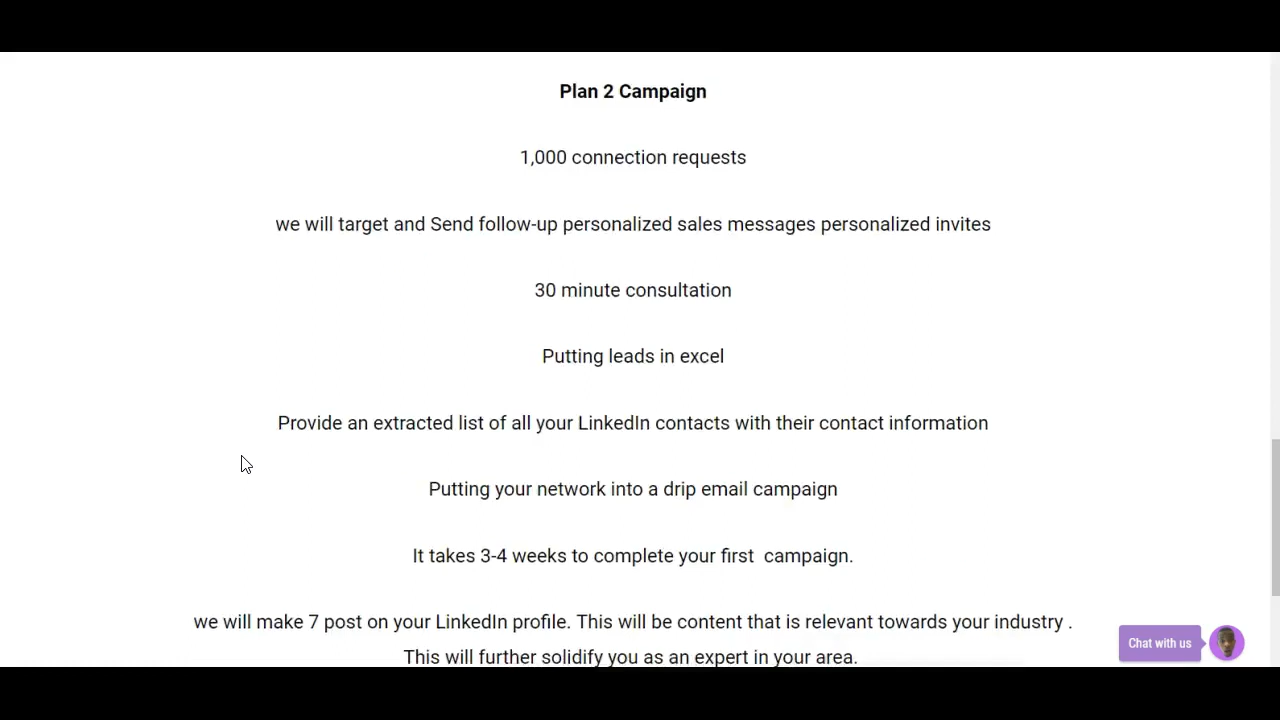 Plan 2 Campaign
1,000 connection requests
we will target and Send follow-up personalized sales messages personalized invites
30 minute consultation
Putting leads in excel
Provide an extracted list of all your LinkedIn contacts with their contact information
Putting your network into a drip email campaign
It takes 3-4 weeks to complete your first  campaign.
we will make 7 post on your LinkedIn profile. This will be content that is relevant towards your industry .
This will further solidify you as an expert in your area.
Chat with us